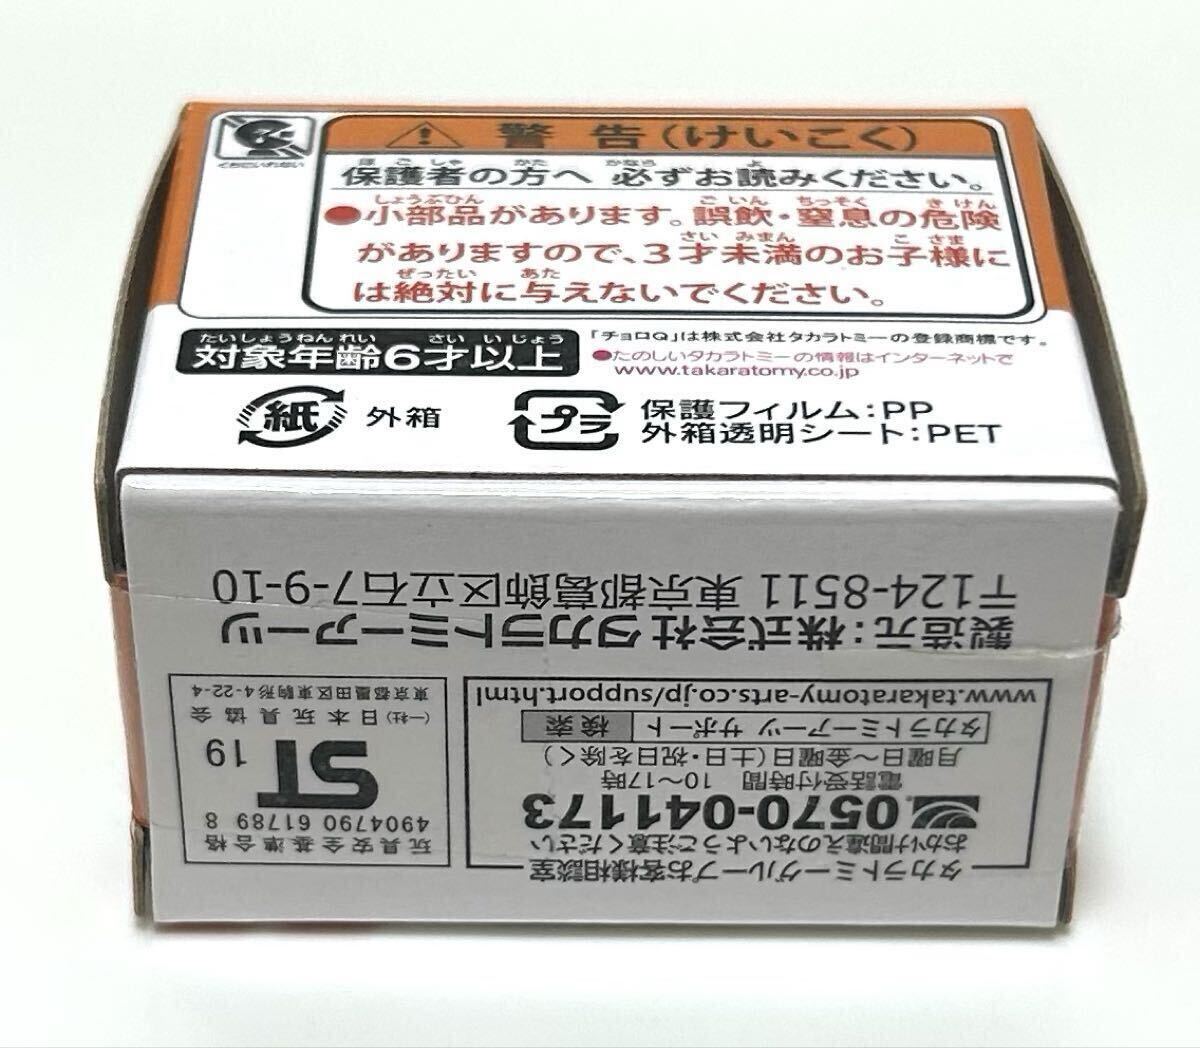 くちにいれない
警告(けいこく)
ほごしゃ かた かなら よ
保護者の方へ 必ずお読みください。
しょうぶひん ごいん ちっそく きけん
●小部品があります。誤飲・窒息の危険
さい みまん こ さま
がありますので、3才未満のお子様に
ぜったい あた
は絶対に与えないでください。
たいしょうねんれい さい いじょう
対象年齢6才以上
「チョロQ」は株式会社タカラトミーの登録商標です。
●たのしいタカラトミーの情報はインターネットで
www.takaratomy.co.jp
紙 外箱
プラ 保護フィルム:PP
外箱透明シート:PET
タカラトミーグループお客様相談室
おかけ間違えのないようご注意ください
0570-041173
電話受付時間 10〜17時
月曜日〜金曜日(土日・祝日を除く)
タカラトミーアーツ サポート 検索
www.takaratomy-arts.co.jp/support.html
玩具安全基準合格
4904790 61789 8
ST 19
(一社)日本玩具協会
東京都墨田区東駒形4-22-4
製造元:株式会社タカラトミーアーツ
〒124-8511 東京都葛飾区立石7-9-10